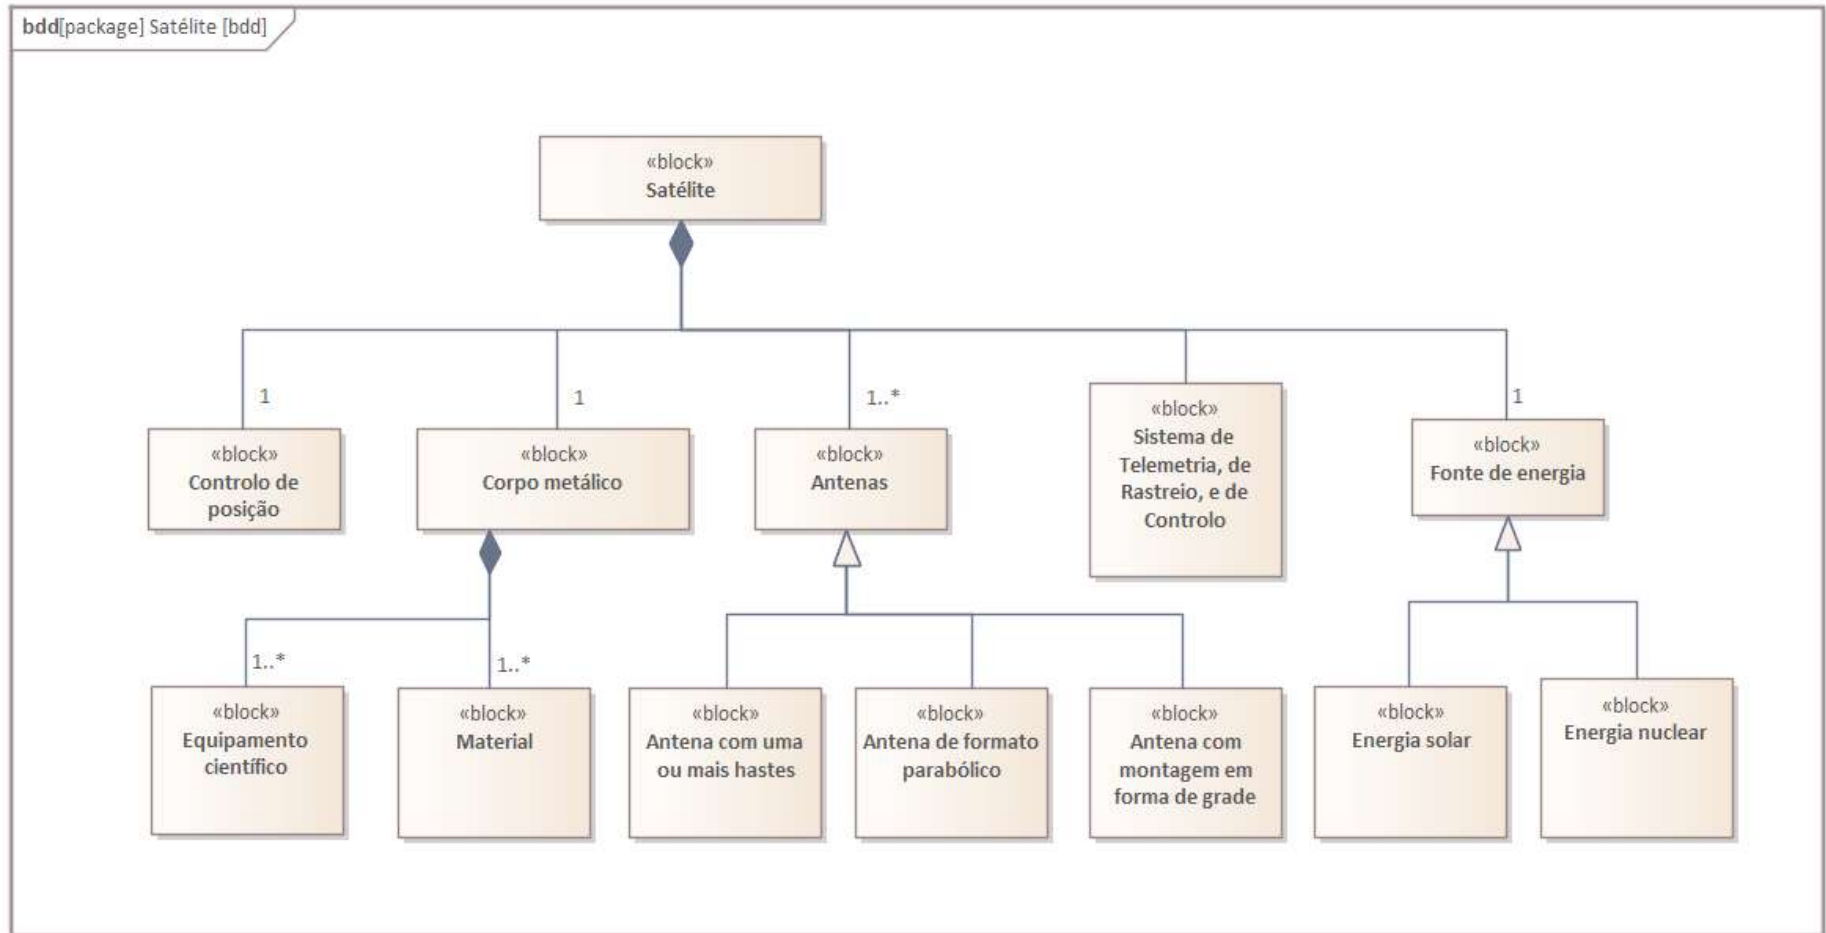 bdd[package] Satélite [bdd]
«block»
Satélite
1
1
1..*
1
«block»
Controlo de
posição
«block»
Corpo metálico
«block»
Antenas
«block»
Sistema de
Telemetria, de
Rastreio, e de
Controlo
«block»
Fonte de energia
1..*
1..*
«block»
Equipamento
científico
«block»
Material
«block»
Antena com uma
ou mais hastes
«block»
Antena de formato
parabólico
«block»
Antena com
montagem em
forma de grade
«block»
Energia solar
«block»
Energia nuclear